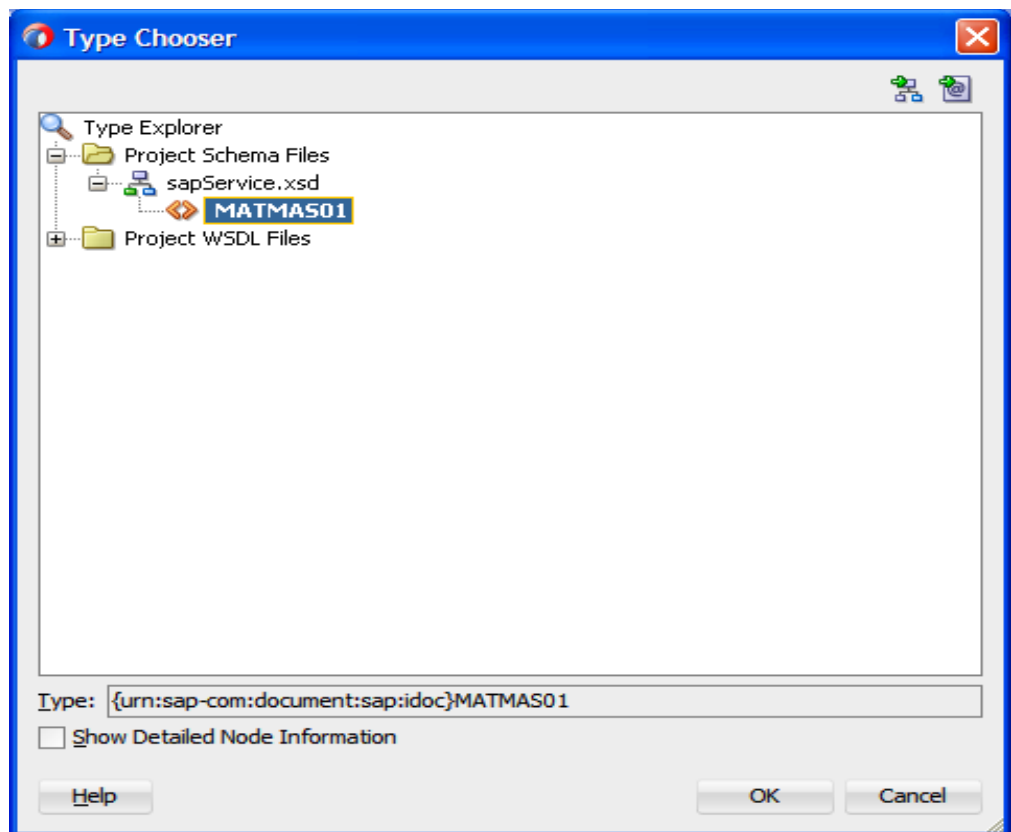 Type Chooser
Type Explorer
Project Schema Files
sapService.xsd
MATMAS01
Project WSDL Files
Type: {urn:sap-com:document:sap:idoc}MATMAS01
Show Detailed Node Information
Help OK Cancel